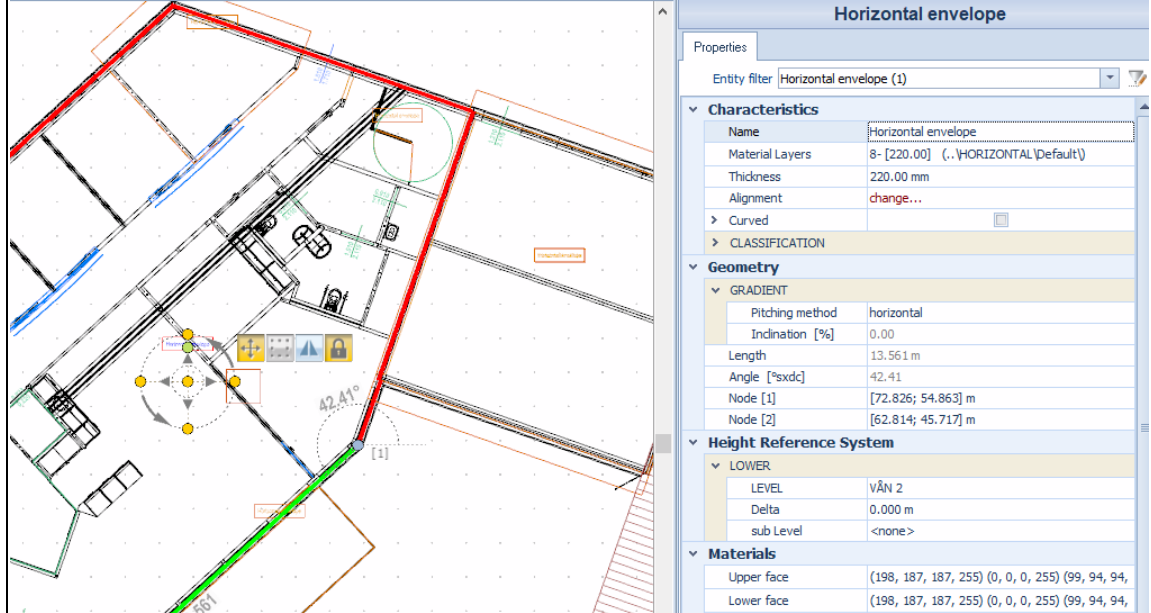 Horizontal envelope
Properties
Entity filter Horizontal envelope (1)
Characteristics
Name Horizontal envelope
Material Layers 8- [220.00] (..\HORIZONTAL\Default\)
Thickness 220.00 mm
Alignment change...
Curved
CLASSIFICATION
Geometry
GRADIENT
Pitching method horizontal
Inclination [%] 0.00
Length 13.561 m
Angle [°sxdc] 42.41
Node [1] [72.826; 54.863] m
Node [2] [62.814; 45.717] m
Height Reference System
LOWER
LEVEL VÂN 2
Delta 0.000 m
sub Level <none>
Materials
Upper face (198, 187, 187, 255) (0, 0, 0, 255) (99, 94, 94,
Lower face (198, 187, 187, 255) (0, 0, 0, 255) (99, 94, 94,
42.41°
[1]
561